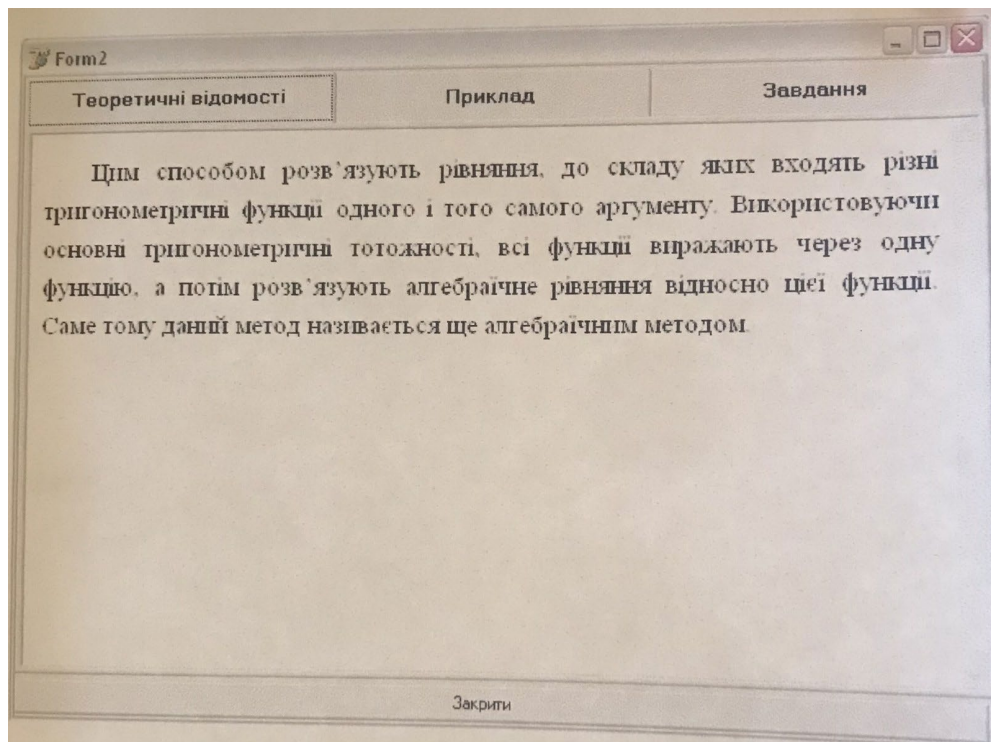 Form2
Теоретичні відомості Приклад Завдання
Цим способом розв'язують рівняння, до складу яких входять різні
тригонометричні функції одного і того самого аргументу. Використовуючи
основні тригонометричні тотожності, всі функції виражають через одну
функцію, а потім розв'язують алгебраїчне рівняння відносно цієї функції.
Саме тому даний метод називається ще алгебраїчним методом.
Закрити